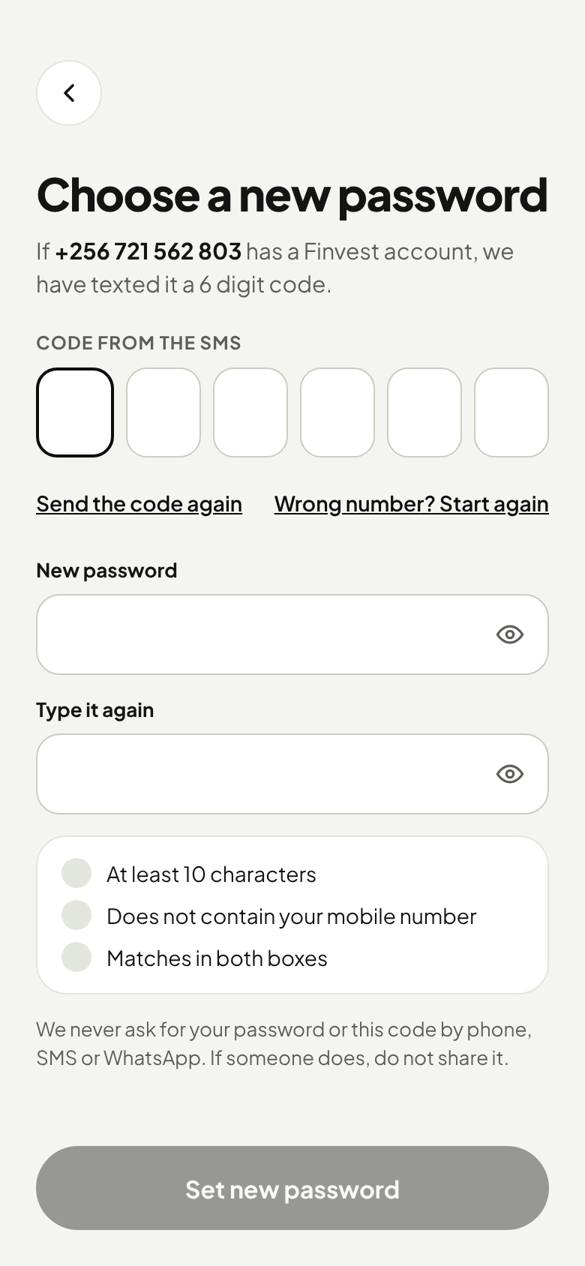 Choose a new password
If +256 721 562 803 has a Finvest account, we
have texted it a 6 digit code.
CODE FROM THE SMS
Send the code again Wrong number? Start again
New password
Type it again
At least 10 characters
Does not contain your mobile number
Matches in both boxes
We never ask for your password or this code by phone,
SMS or WhatsApp. If someone does, do not share it.
Set new password